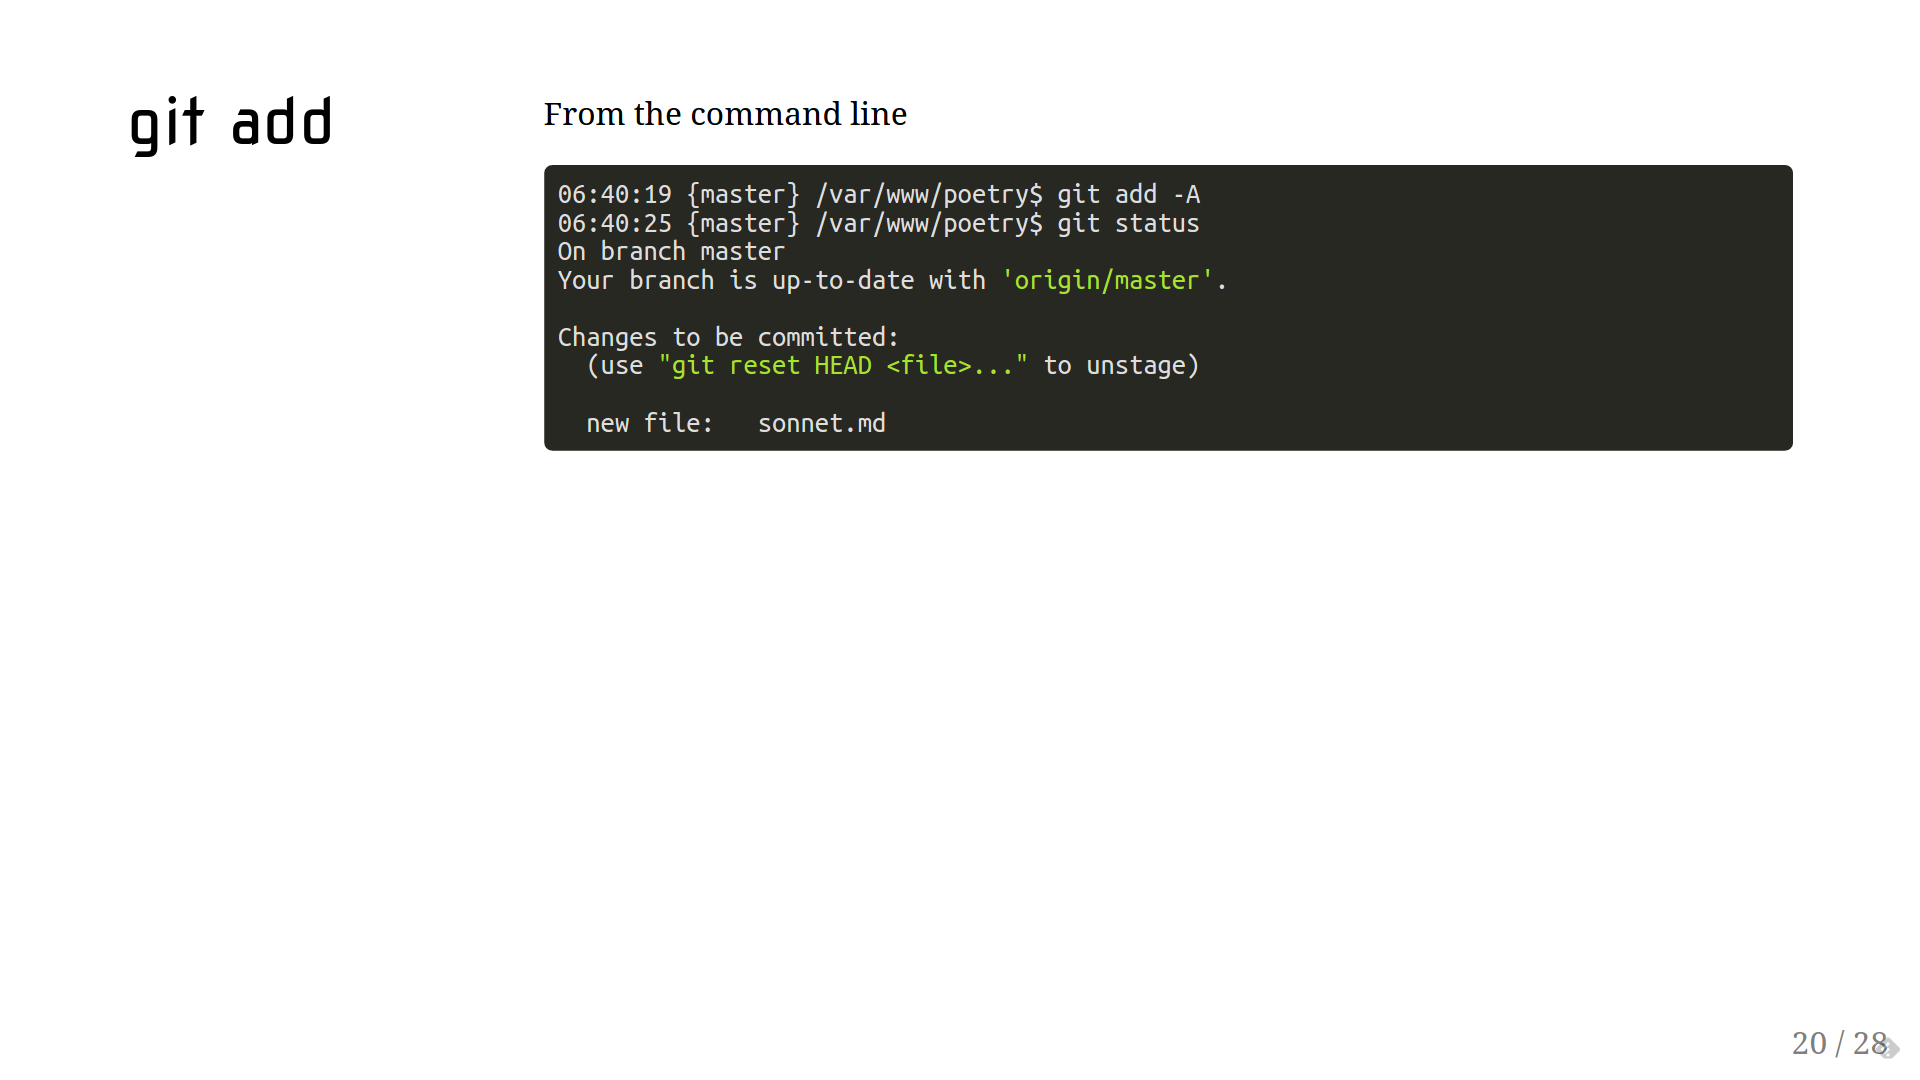 git add
From the command line
06:40:19 {master} /var/www/poetry$ git add -A
06:40:25 {master} /var/www/poetry$ git status
On branch master
Your branch is up-to-date with 'origin/master'.
Changes to be committed:
  (use "git reset HEAD <file>..." to unstage)
  new file:   sonnet.md
20 / 28